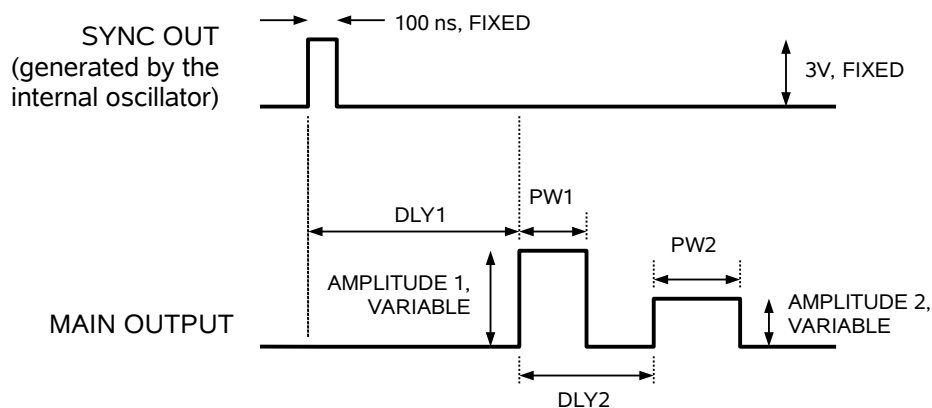 100 ns, FIXED
SYNC OUT
(generated by the
internal oscillator)
3V, FIXED
PW1
DLY1
PW2
AMPLITUDE 1,
VARIABLE
AMPLITUDE 2,
VARIABLE
MAIN OUTPUT
DLY2